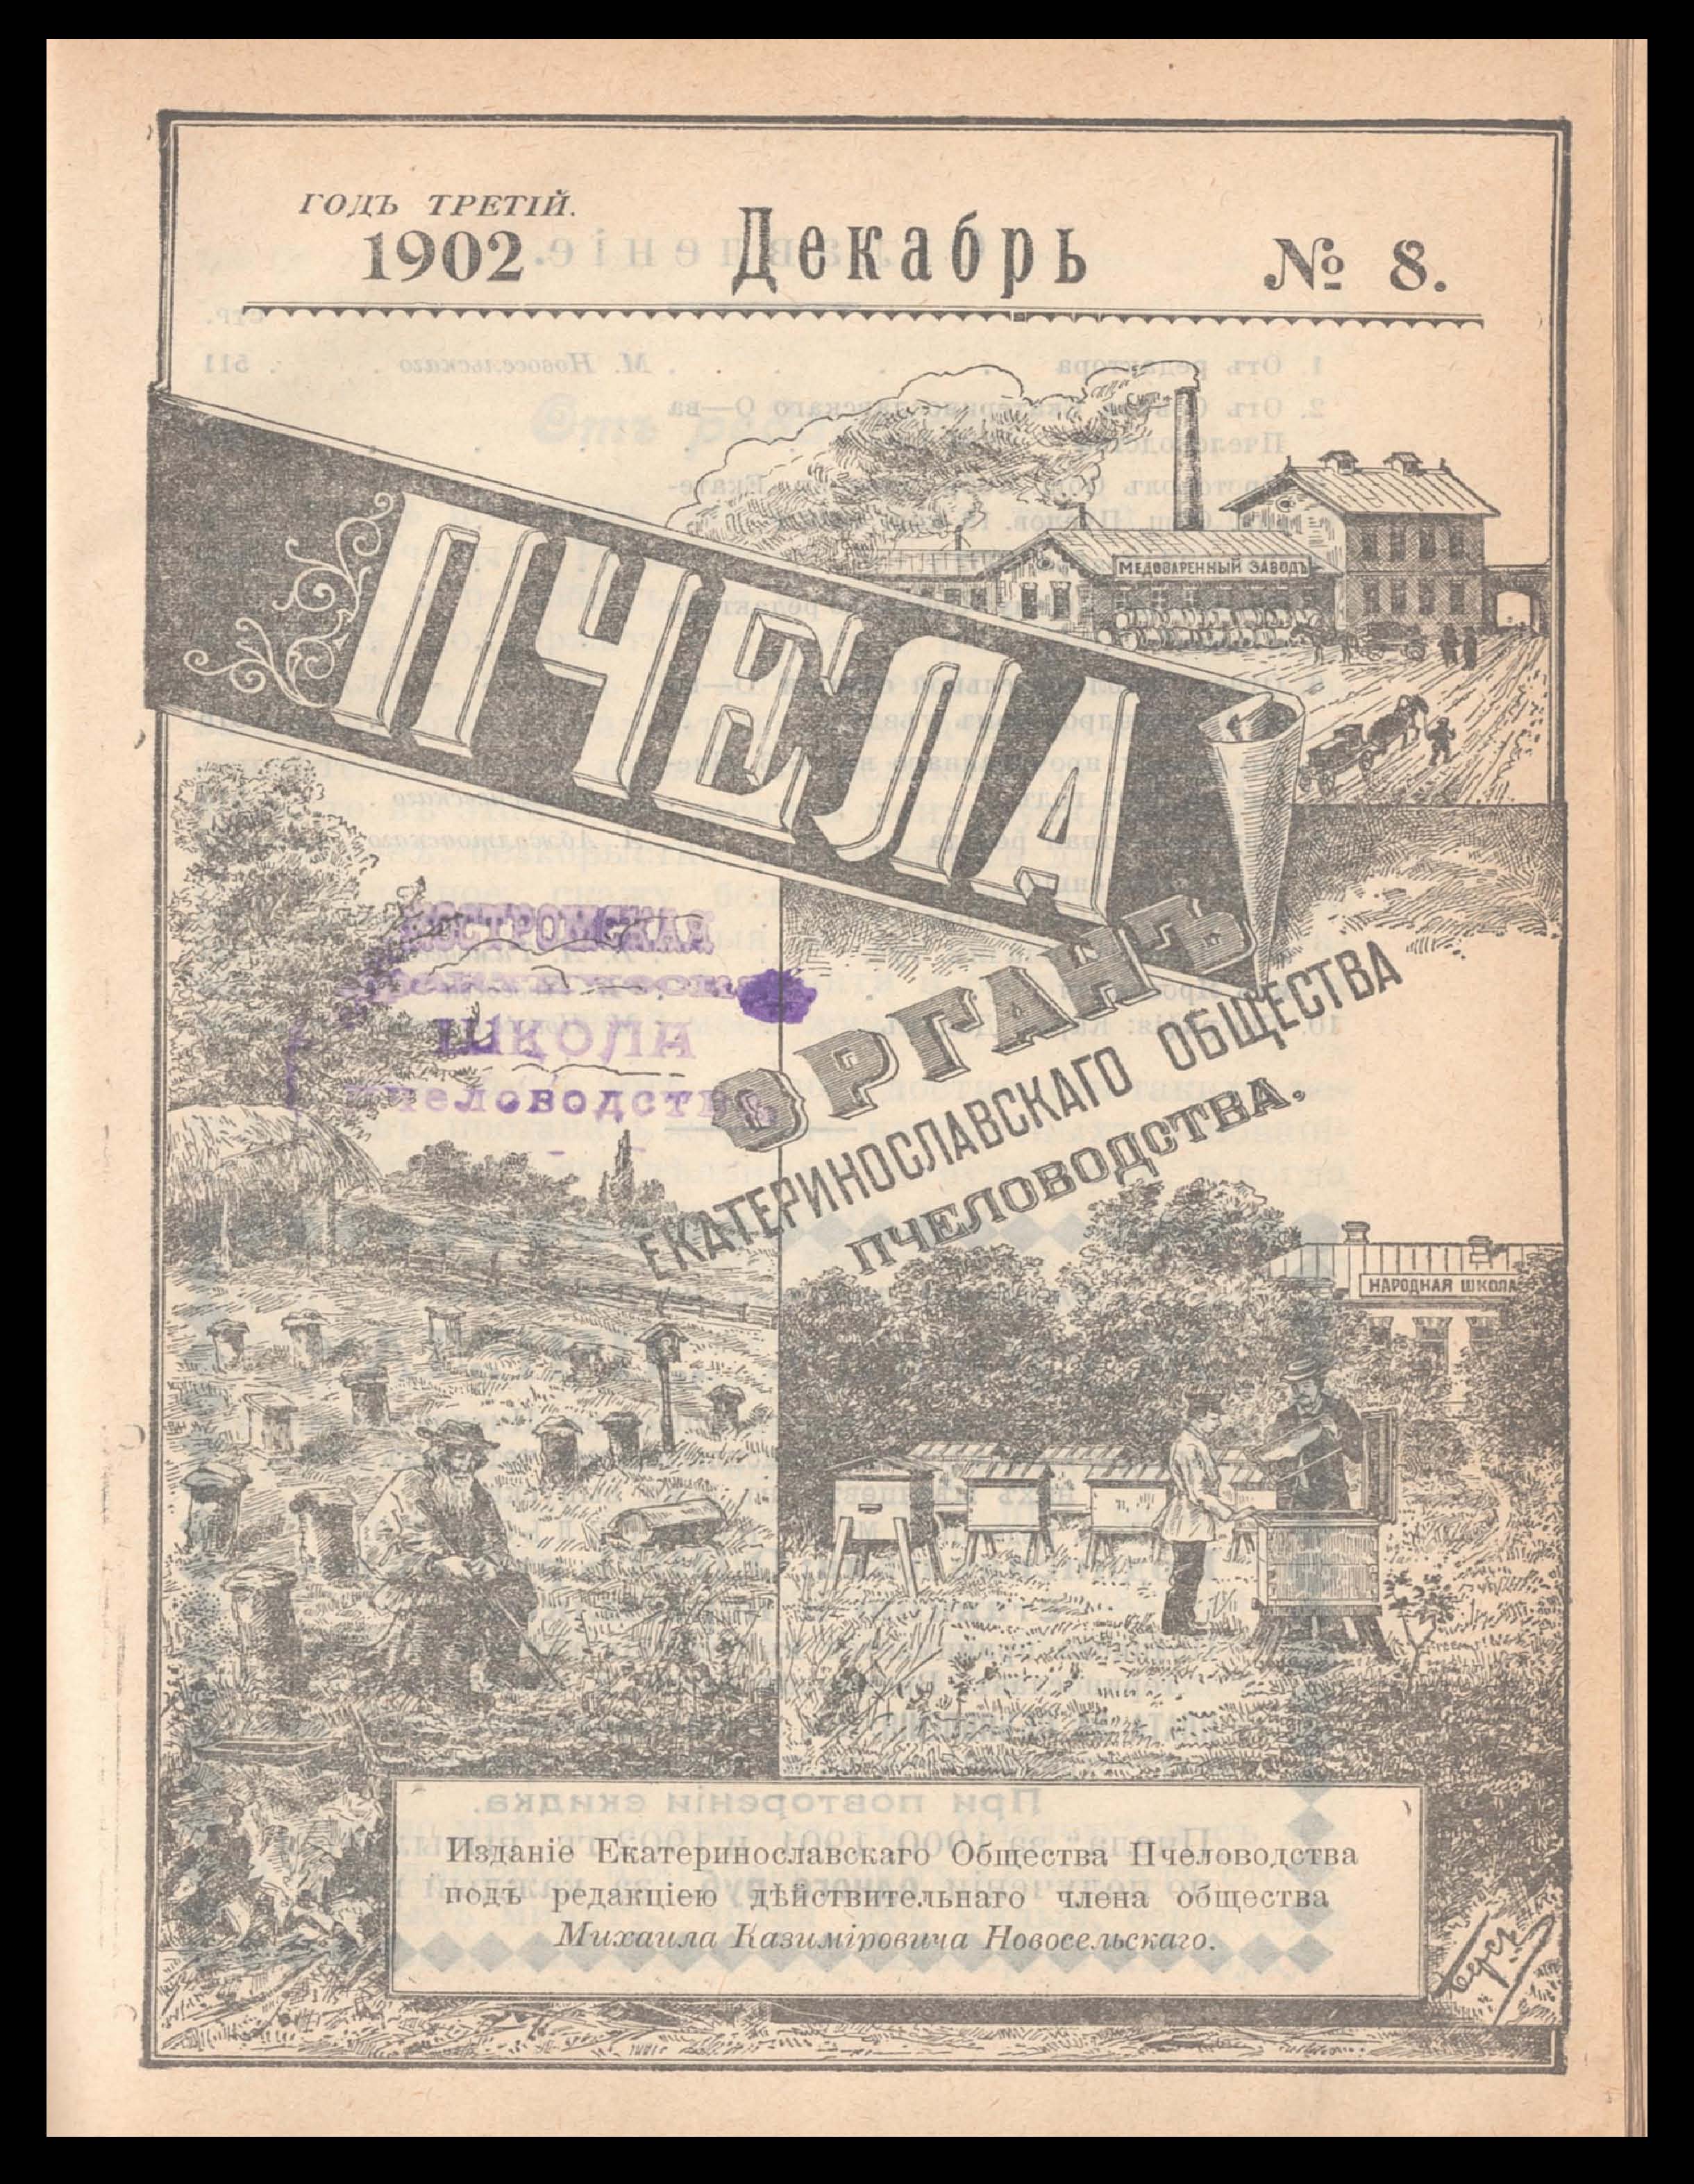 ГОДЪ ТРЕТІЙ.
1902 Декабрь № 8.
МЕДОВАРЕННЫЙ ЗАВОДЪ
ПЧЕЛА
ОРГАНЪ
ЕКАТЕРИНОСЛАВСКАГО ОБЩЕСТВА
ПЧЕЛОВОДСТВА.
КОСТРОМСКАЯ
ШКОЛА
пчеловодства
НАРОДНАЯ ШКОЛА
Изданіе Екатеринославскаго Общества Пчеловодства
подъ редакціею дѣйствительнаго члена общества
Михаила Казиміровича Новосельскаго.